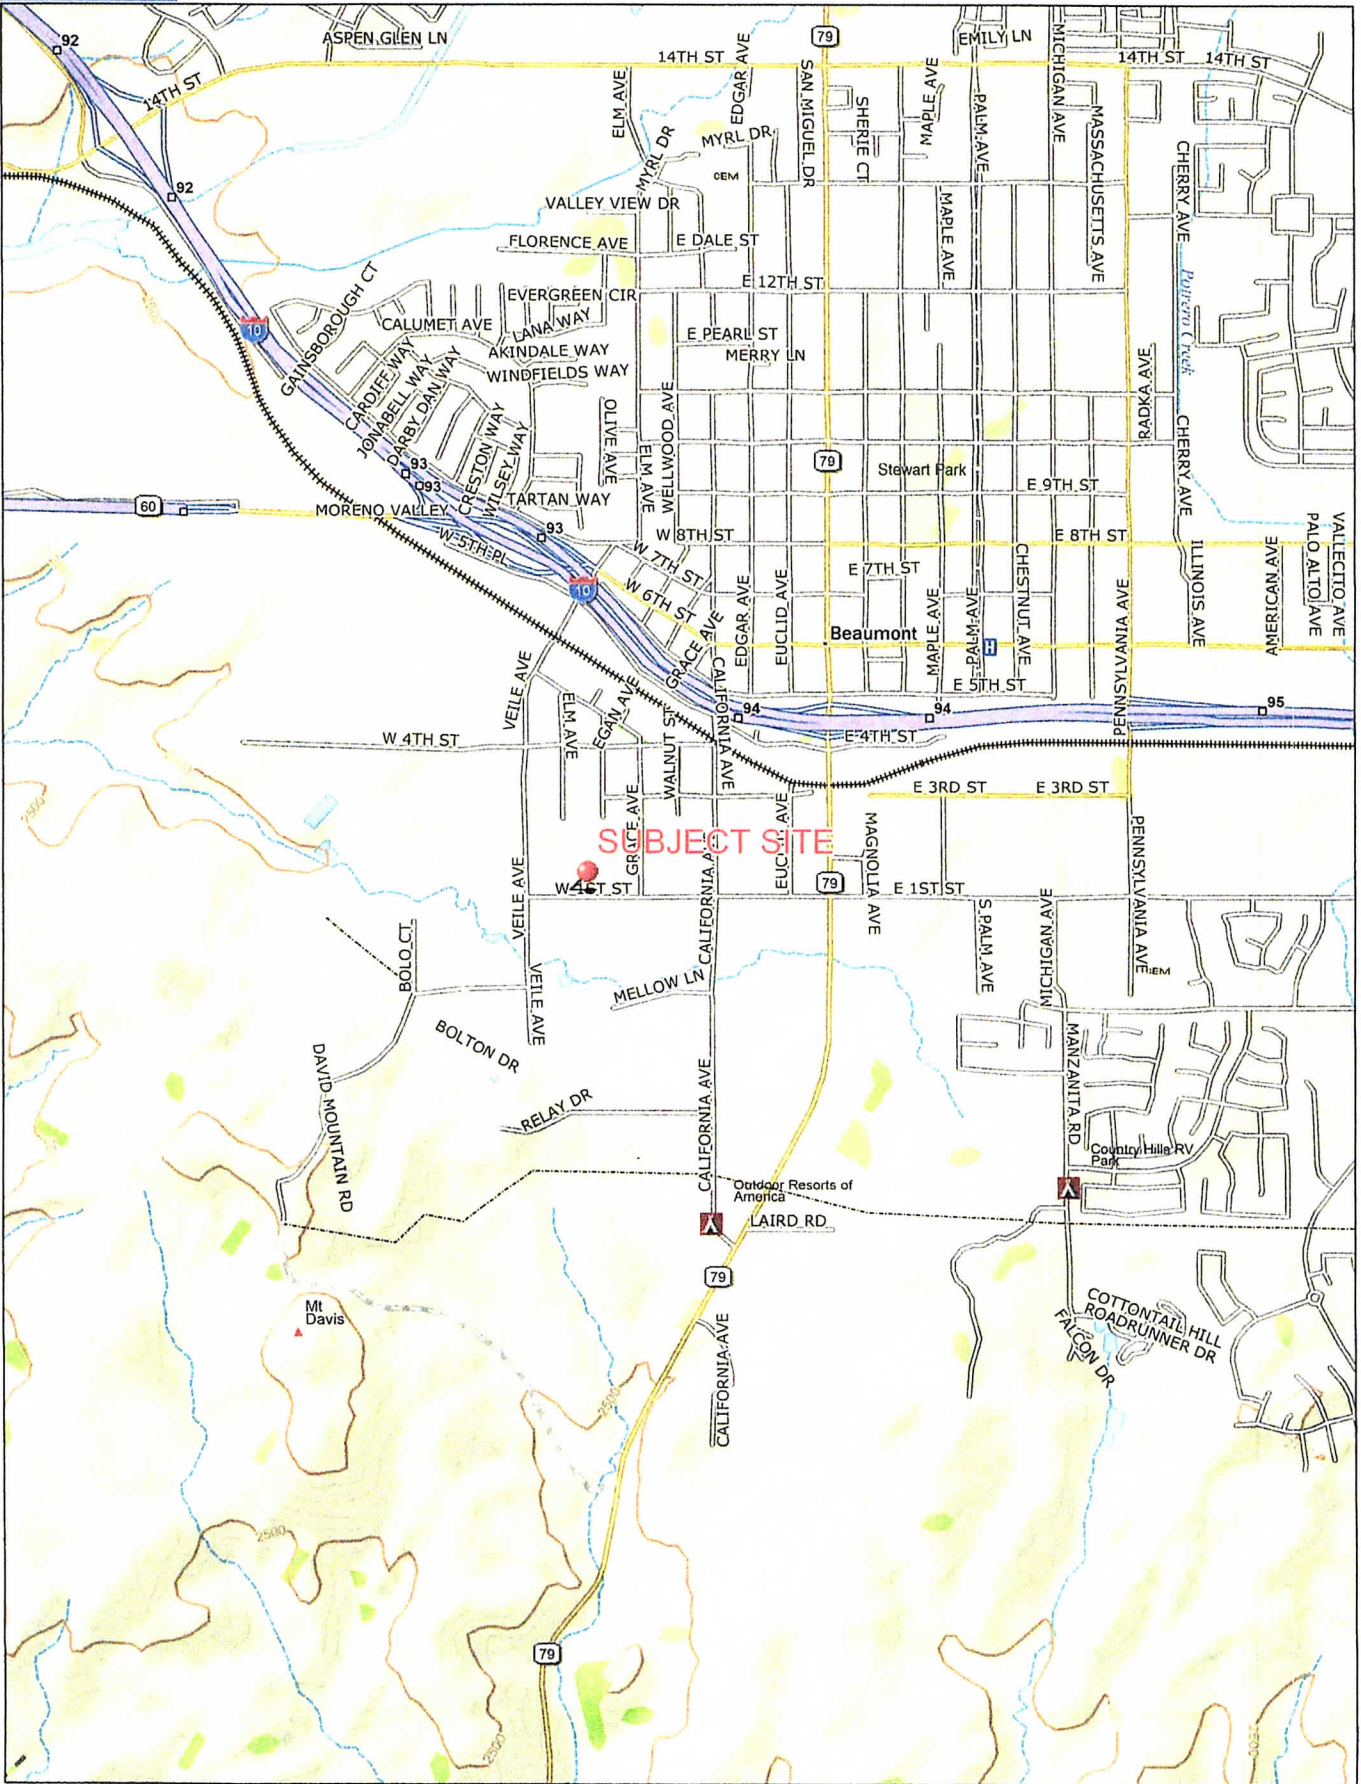 92
ASPEN GLEN LN
79
EMILY LN
14TH ST
14TH ST
14TH ST
14TH ST
EDGAR AVE
MICHIGAN AVE
ELM AVE
SAN MIGUEL DR
SHERIE CT
MAPLE AVE
PALM AVE
MASSACHUSETTS AVE
MYRL DR
MYRL DR
CEM
CHERRY AVE
92
VALLEY VIEW DR
MAPLE AVE
FLORENCE AVE
E DALE ST
E 12TH ST
Potrero Creek
EVERGREEN CIR
GAINSBOROUGH CT
CALUMET AVE
LANA WAY
10
E PEARL ST
MERRY LN
AKINDALE WAY
WINDFIELDS WAY
CARDIFF WAY
JONABELL WAY
DARBY DAN WAY
RADKA AVE
OLIVE AVE
WELLWOOD AVE
CRESTON WAY
WILSEY WAY
ELM AVE
CHERRY AVE
93
93
79
Stewart Park
E 9TH ST
TARTAN WAY
60
MORENO VALLEY
93
W 5TH PL
W 8TH ST
E 8TH ST
W 7TH ST
E 7TH ST
W 6TH ST
10
EDGAR AVE
EUCLID AVE
CHESTNUT AVE
ILLINOIS AVE
AMERICAN AVE
PALO ALTO AVE
VALLECITO AVE
MAPLE AVE
PALM AVE
PENNSYLVANIA AVE
Beaumont
H
GRACE AVE
VEILE AVE
CALIFORNIA AVE
E 5TH ST
ELM AVE
EGAN AVE
WALNUT ST
94
94
95
W 4TH ST
E 4TH ST
E 3RD ST
E 3RD ST
2500
GRACE AVE
MAGNOLIA AVE
PENNSYLVANIA AVE
SUBJECT SITE
VEILE AVE
W 1ST ST
79
E 1ST ST
CALIFORNIA AVE
S PALM AVE
MICHIGAN AVE
BOLO CT
VEILE AVE
MELLOW LN
BOLTON DR
DAVID MOUNTAIN RD
MANZANITA RD
CALIFORNIA AVE
RELAY DR
Country Hills RV
Park
Outdoor Resorts of
America
LAIRD RD
79
Mt
Davis
CALIFORNIA AVE
COTTONTAIL HILL
ROADRUNNER DR
FALCON DR
2500
2500
79
2500
2500